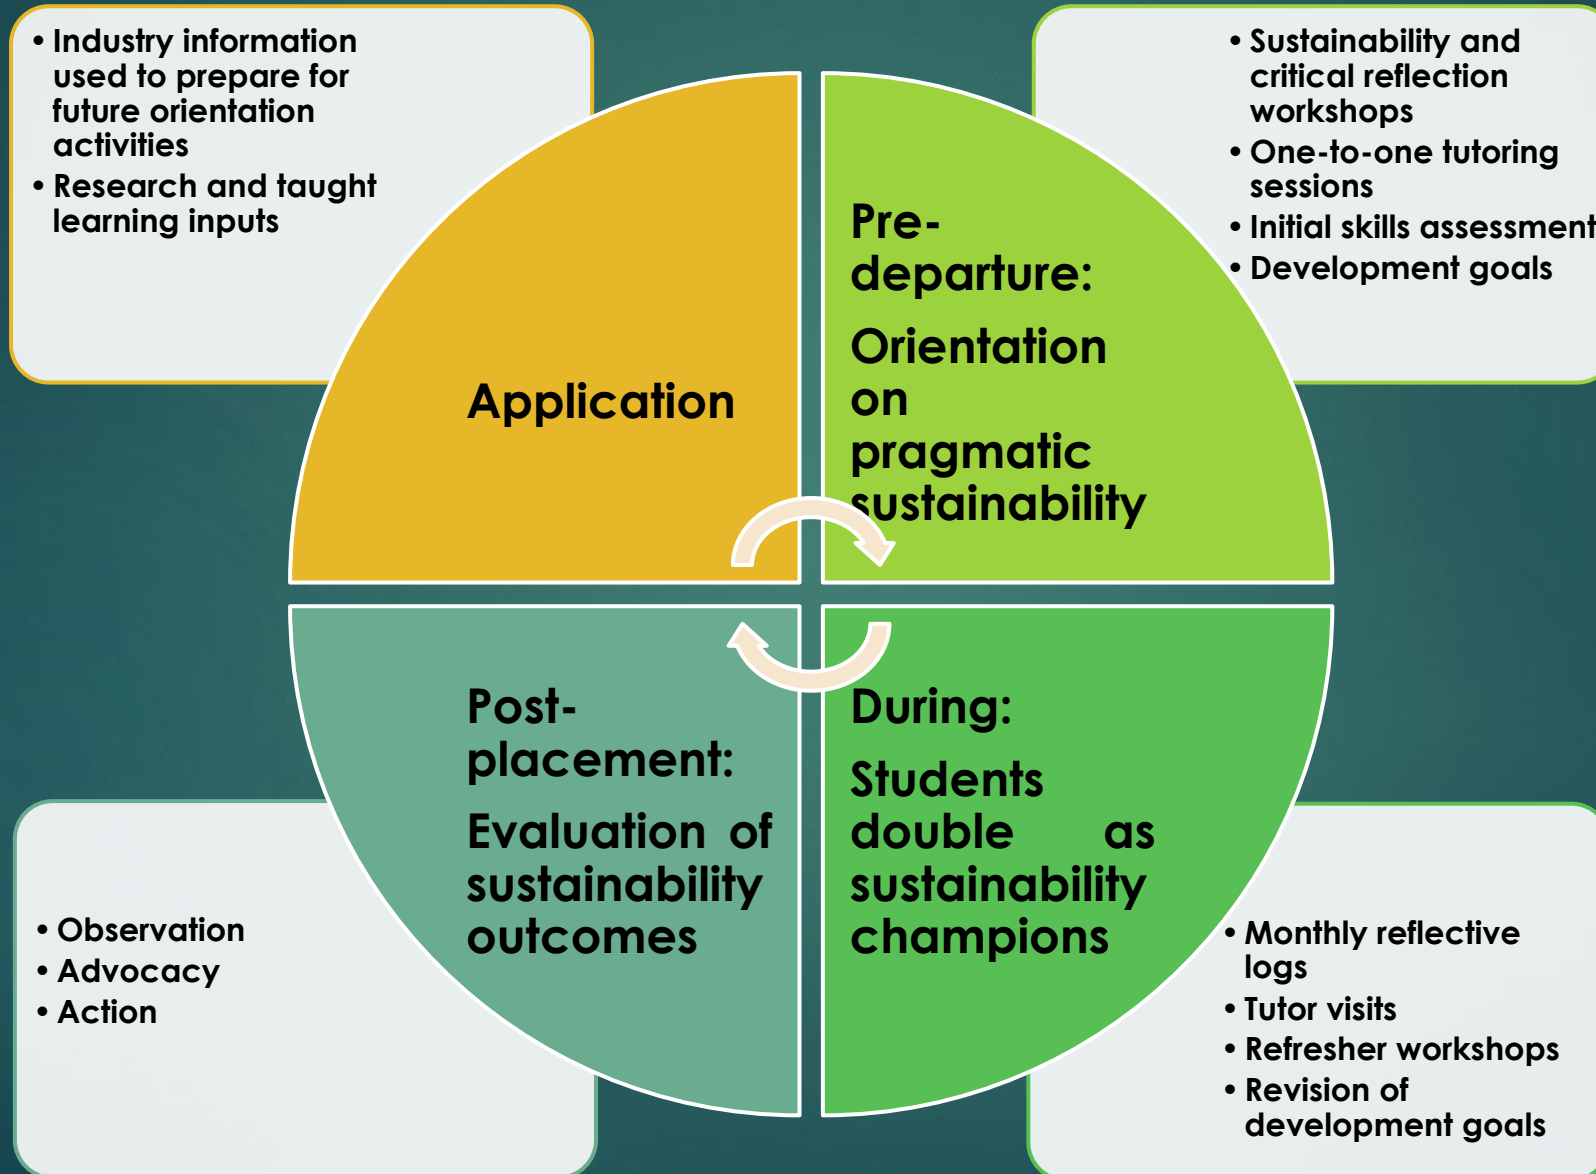 • Industry information
used to prepare for
future orientation
activities
• Research and taught
learning inputs
• Sustainability and
critical reflection
workshops
• One-to-one tutoring
sessions
• Initial skills assessment
• Development goals
Application
Pre-
departure:
Orientation
on
pragmatic
sustainability
Post-
placement:
Evaluation of
sustainability
outcomes
During:
Students
double as
sustainability
champions
• Observation
• Advocacy
• Action
• Monthly reflective
logs
• Tutor visits
• Refresher workshops
• Revision of
development goals